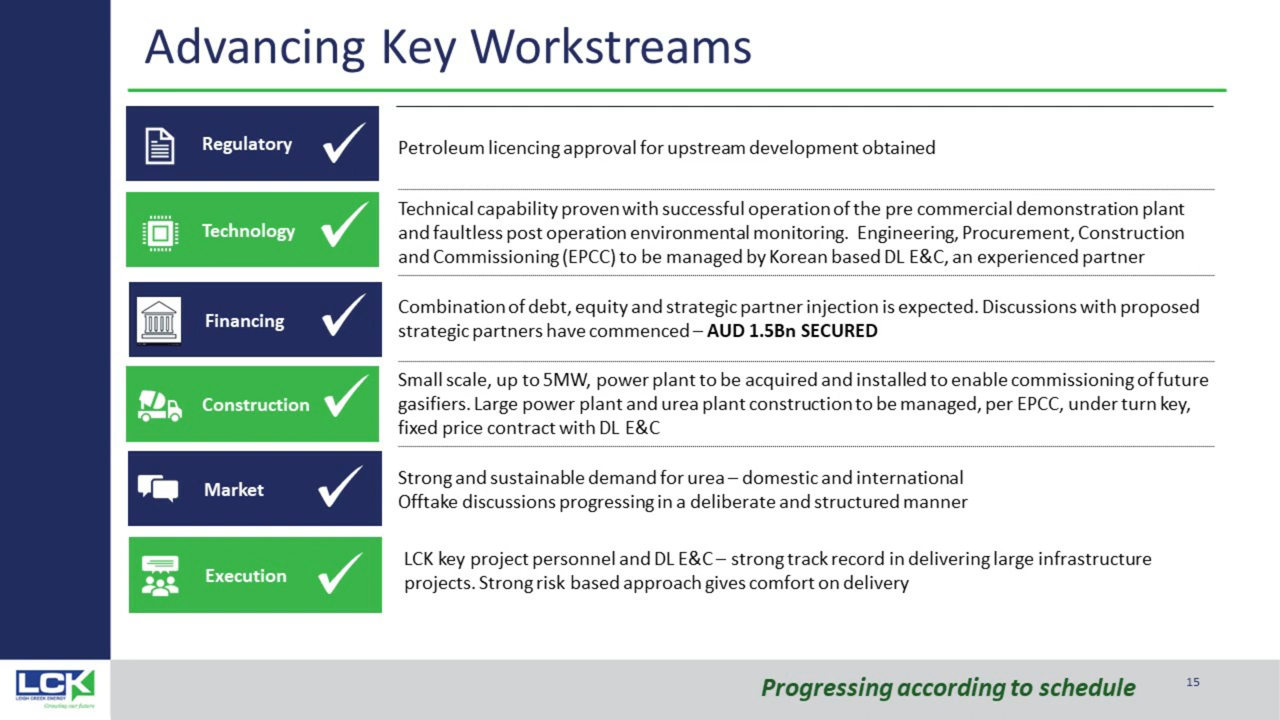 Advancing Key Workstreams
Regulatory
Petroleum licencing approval for upstream development obtained
Technology
Technical capability proven with successful operation of the pre commercial demonstration plant
and faultless post operation environmental monitoring. Engineering, Procurement, Construction
and Commissioning (EPCC) to be managed by Korean based DL E&C, an experienced partner
Financing
Combination of debt, equity and strategic partner injection is expected. Discussions with proposed
strategic partners have commenced – AUD 1.5Bn SECURED
Construction
Small scale, up to 5MW, power plant to be acquired and installed to enable commissioning of future
gasifiers. Large power plant and urea plant construction to be managed, per EPCC, under turn key,
fixed price contract with DL E&C
Market
Strong and sustainable demand for urea – domestic and international
Offtake discussions progressing in a deliberate and structured manner
Execution
LCK key project personnel and DL E&C – strong track record in delivering large infrastructure
projects. Strong risk based approach gives comfort on delivery
LCK
LEIGH CREEK ENERGY
Growing our future
Progressing according to schedule
15